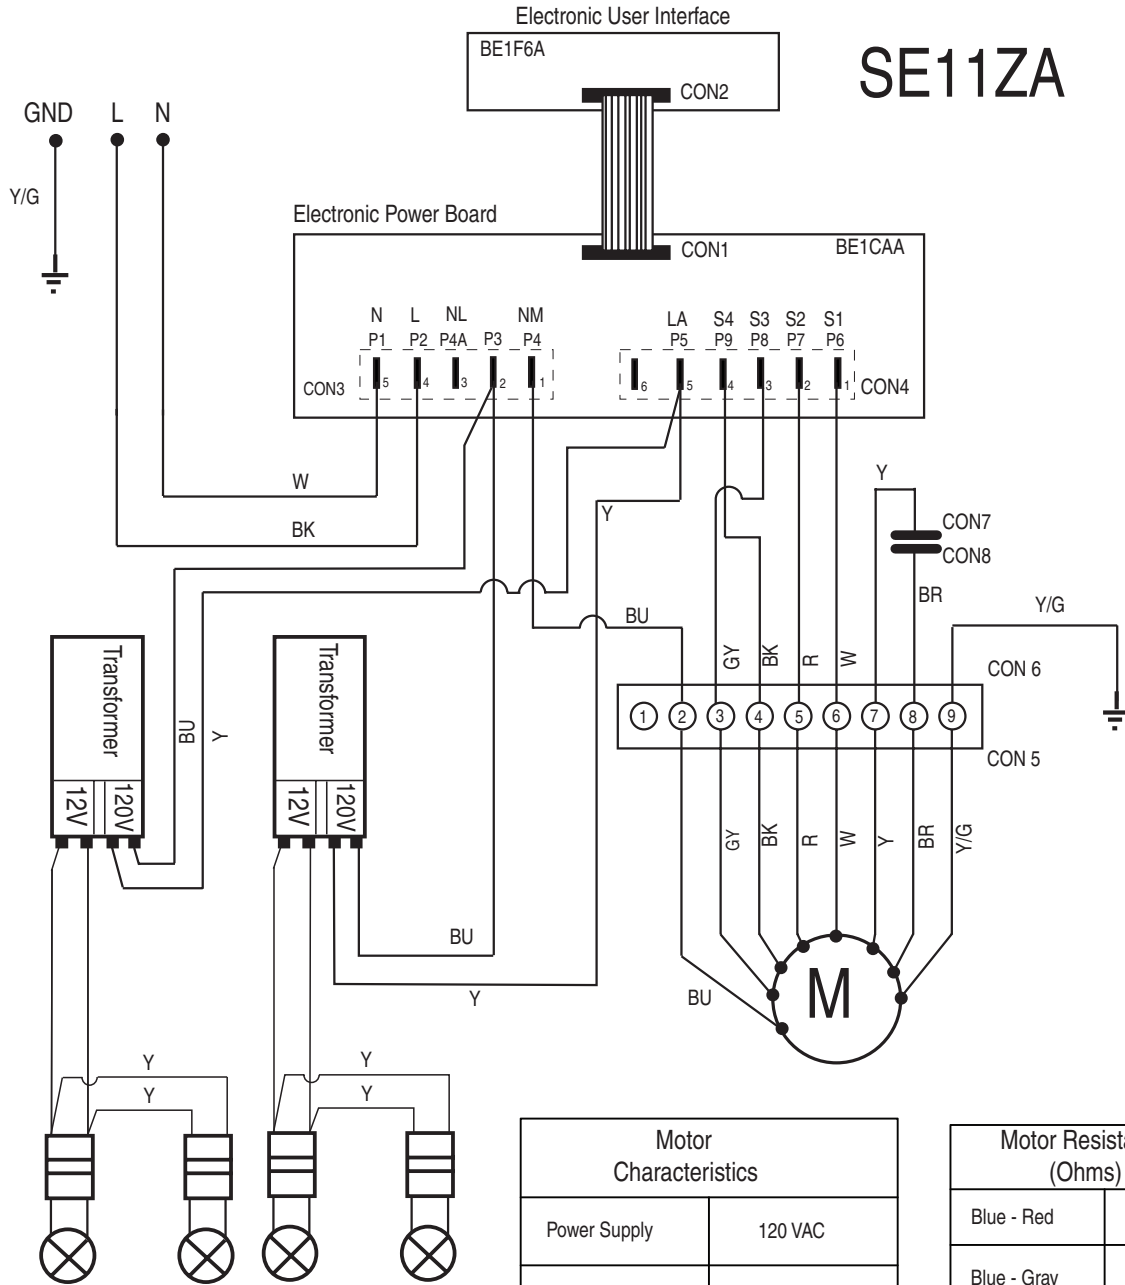 Electronic User Interface
BE1F6A
SE11ZA
CON2
GND L N
Y/G
Electronic Power Board
CON1
BE1CAA
N L NL NM
P1 P2 P4A P3 P4
LA S4 S3 S2 S1
P5 P9 P8 P7 P6
CON3
5 4 3 2 1
6 5 4 3 2 1
CON4
W
BK
Y
Y
CON7
CON8
BR
BU
Y/G
GY
BK
R
W
CON 6
1 2 3 4 5 6 7 8 9
CON 5
Transformer
12V
120V
BU
Y
Transformer
12V
120V
GY
BK
R
W
Y
BR
Y/G
BU
Y
BU
M
Y
Y
Y
Y
Motor
Characteristics
Power Supply
120 VAC
Motor Resista
(Ohms)
Blue - Red
Blue - Gray